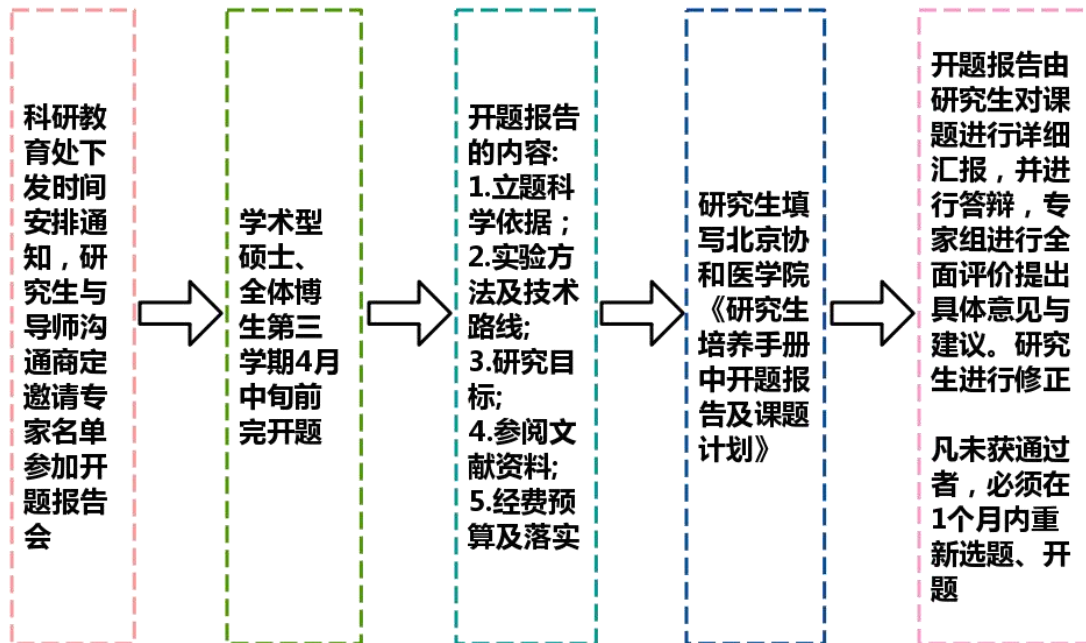 科研教
育处下
发时间
安排通
知，研
究生与
导师沟
通商定
邀请专
家名单
参加开
题报告
会
学术型
硕士、
全体博
生第三
学期4月
中旬前
完开题
开题报告
的内容:
1.立题科
学依据；
2.实验方
法及技术
路线;
3.研究目
标;
4.参阅文
献资料;
5.经费预
算及落实
研究生填
写北京协
和医学院
《研究生
培养手册
中开题报
告及课题
计划》
开题报告由
研究生对课
题进行详细
汇报，并进
行答辩，专
家组进行全
面评价提出
具体意见与
建议。研究
生进行修正
凡未获通过
者，必须在
1个月内重
新选题、开
题